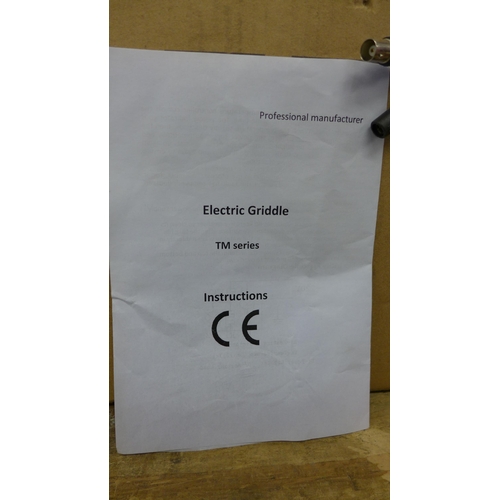 Professional manufacturer
Electric Griddle
TM series
Instructions
CE